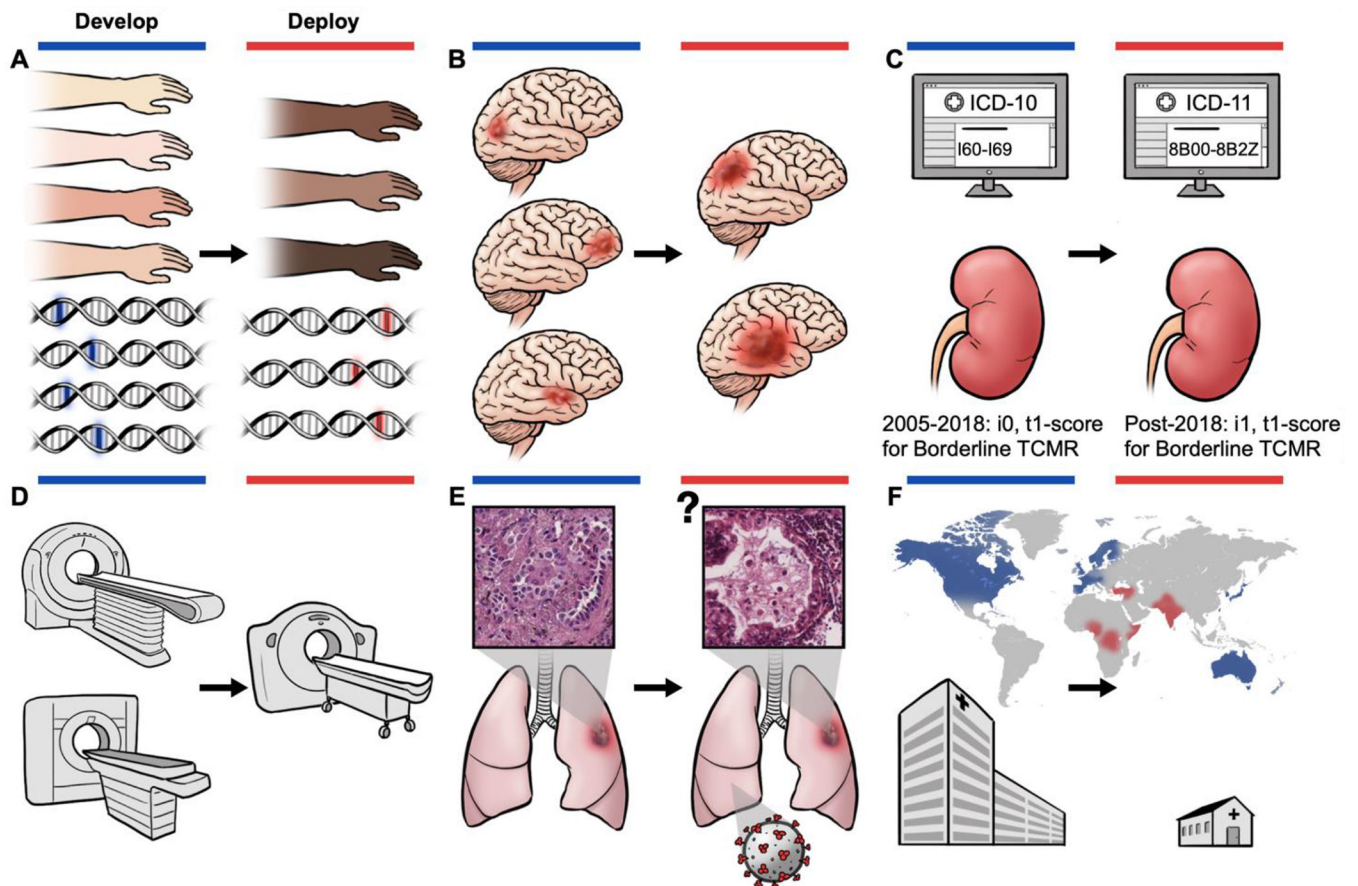 Develop
Deploy
A
B
C
ICD-10
I60-I69
ICD-11
8B00-8B2Z
2005-2018: i0, t1-score
for Borderline TCMR
Post-2018: i1, t1-score
for Borderline TCMR
D
E
?
F